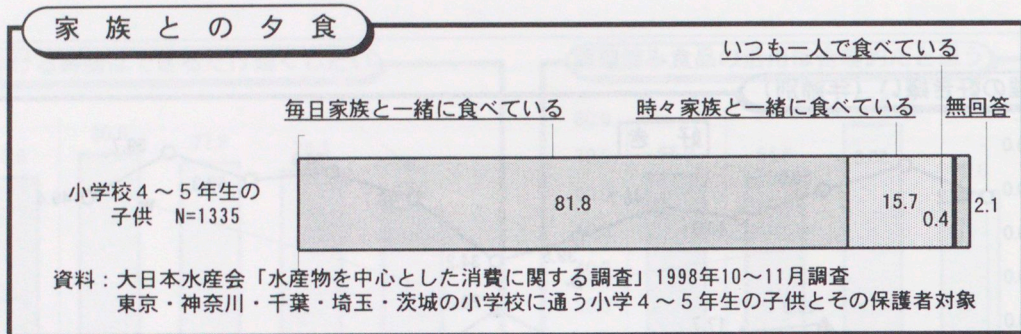 家族との夕食
いつも一人で食べている
毎日家族と一緒に食べている 時々家族と一緒に食べている 無回答
小学校4～5年生の
子供 N=1335
81.8 15.7 0.4 2.1
資料：大日本水産会「水産物を中心とした消費に関する調査」1998年10～11月調査
東京・神奈川・千葉・埼玉・茨城の小学校に通う小学4～5年生の子供とその保護者対象